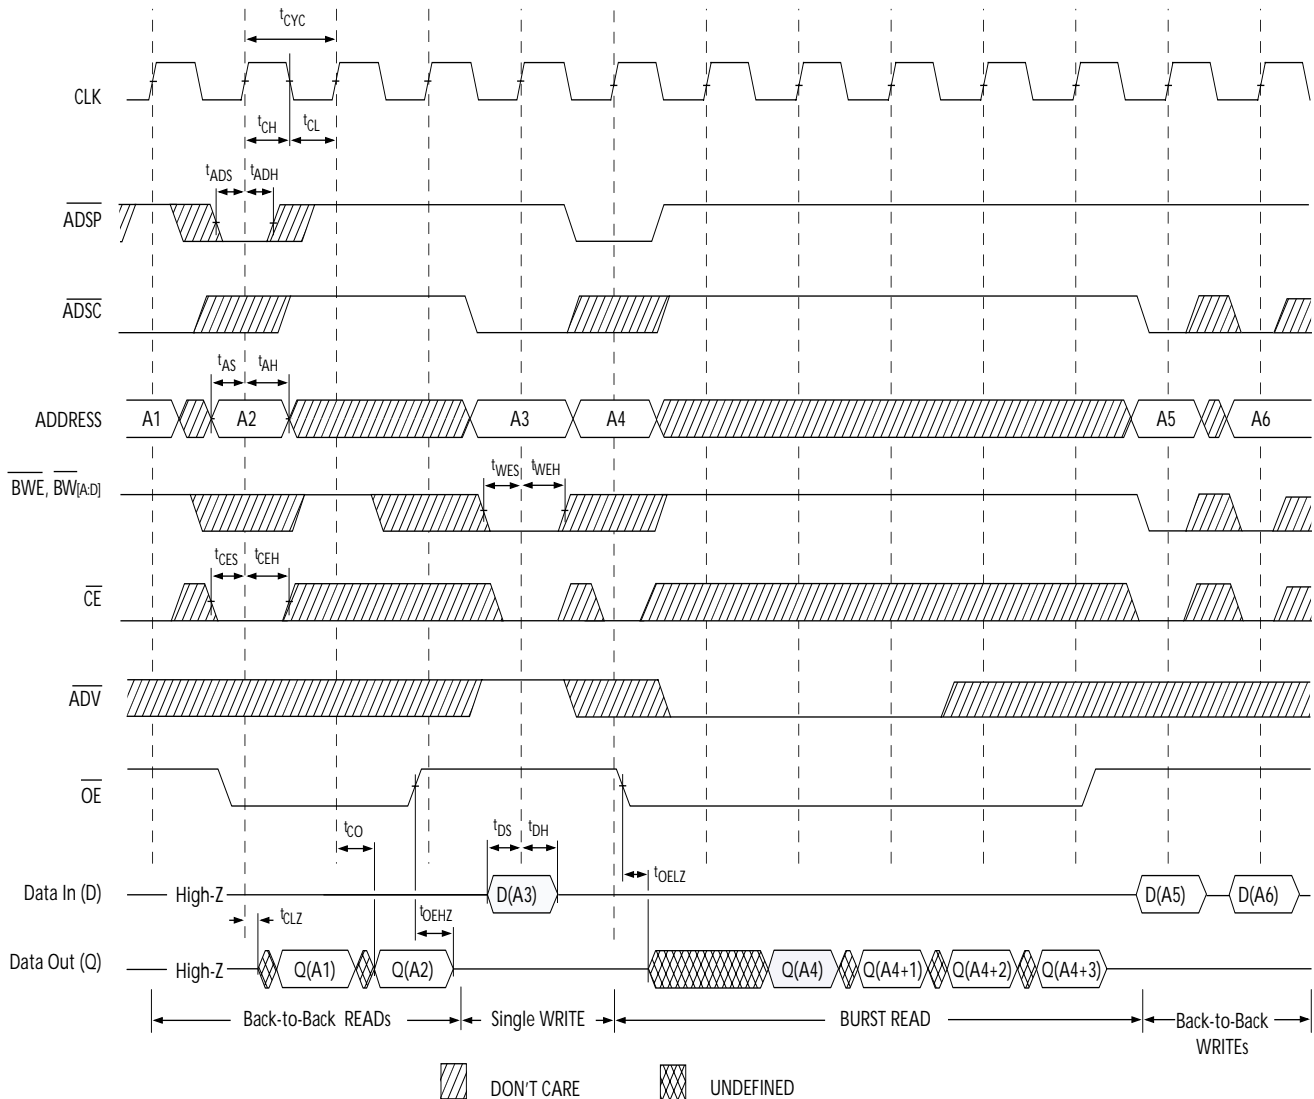 tCYC
CLK
tCH tCL
tADS tADH
ADSP
ADSC
tAS tAH
ADDRESS A1 A2 A3 A4 A5 A6
tWES tWEH
BWE, BW[A:D]
tCES tCEH
CE
ADV
OE
tCO tDS tDH
tOELZ
Data In (D) High-Z D(A3) D(A5) D(A6)
tCLZ tOEHZ
Data Out (Q) High-Z Q(A1) Q(A2) Q(A4) Q(A4+1) Q(A4+2) Q(A4+3)
Back-to-Back READs Single WRITE BURST READ Back-to-Back
WRITEs
DON'T CARE UNDEFINED